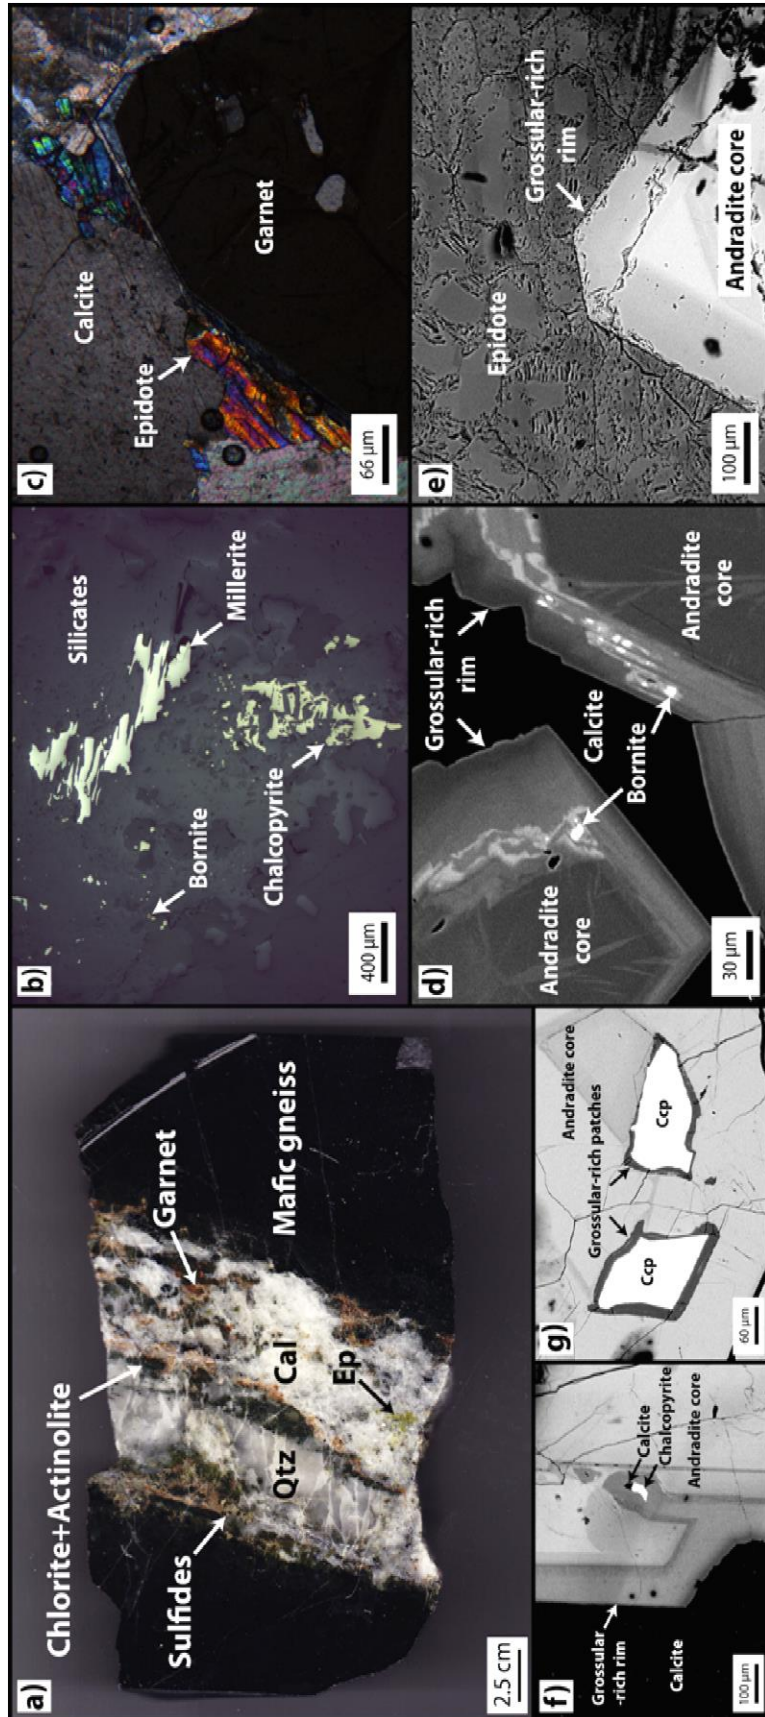 a)
Chlorite+Actinolite
Sulfides
Garnet
Qtz
Cal
Ep
Mafic gneiss
2.5 cm
b)
Silicates
Bornite
Millerite
Chalcopyrite
400 µm
c)
Calcite
Epidote
Garnet
66 µm
d)
Grossular-rich
rim
Andradite
core
Calcite
Bornite
Andradite
core
30 µm
e)
Epidote
Grossular-rich
rim
Andradite core
100 µm
f)
Grossular
-rich rim
Calcite
Calcite
Chalcopyrite
Andradite core
100 µm
g)
Andradite core
Grossular-rich patches
Ccp
Ccp
60 µm